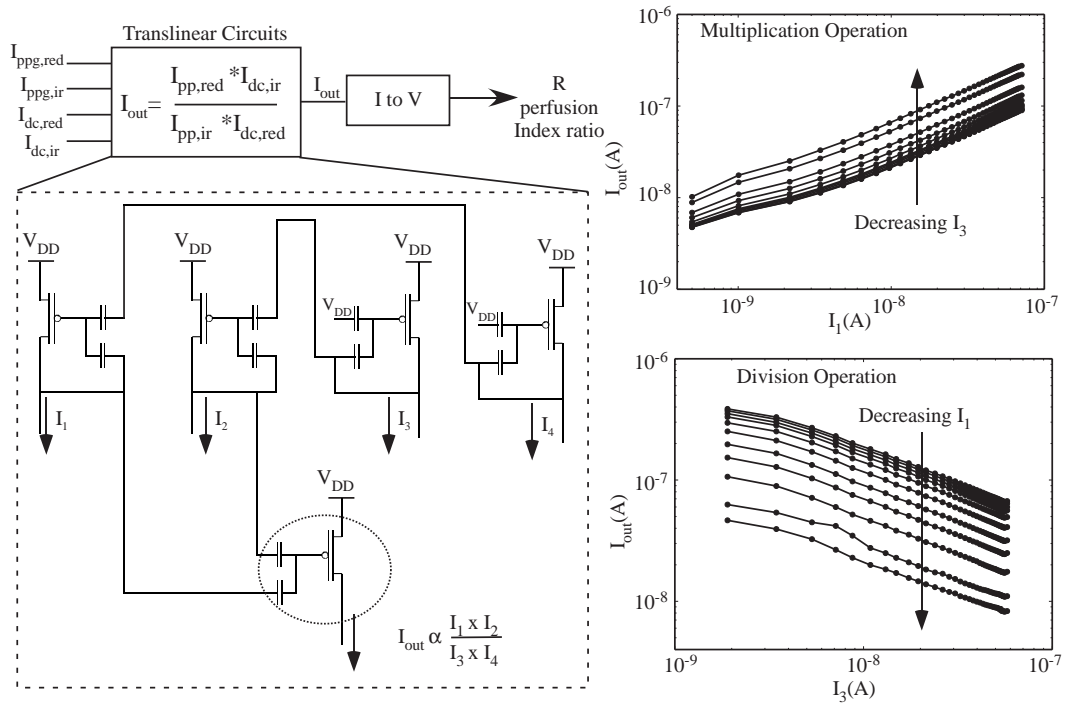 Translinear Circuits
I_ppg,red
I_ppg,ir
I_dc,red
I_dc,ir
I_out = I_pp,red *I_dc,ir
I_pp,ir *I_dc,red
I_out
I to V
R
perfusion
Index ratio
V_DD
V_DD
V_DD
V_DD
V_DD
V_DD
I_1
I_2
I_3
I_4
V_DD
I_out α I_1 x I_2
I_3 x I_4
Multiplication Operation
10^-6
10^-7
10^-8
10^-9
I_out(A)
Decreasing I_3
10^-9
10^-8
10^-7
I_1(A)
Division Operation
10^-6
10^-7
10^-8
I_out(A)
Decreasing I_1
10^-9
10^-8
10^-7
I_3(A)